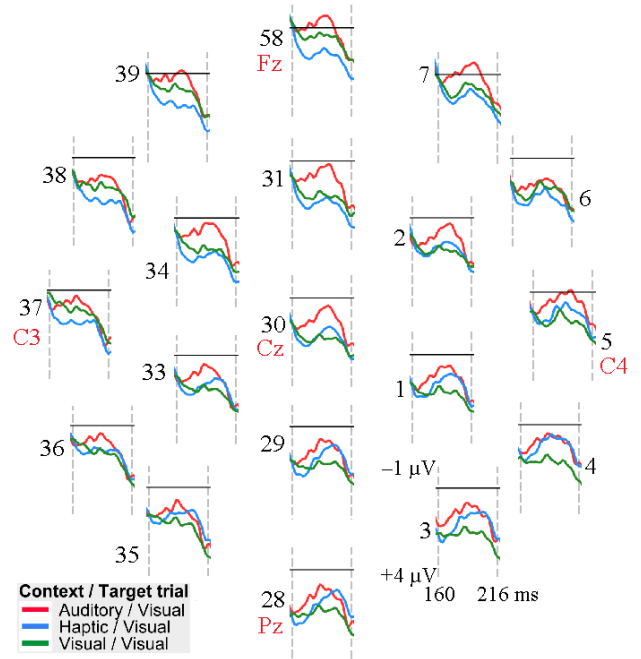 58
Fz
39
7
38
31
6
2
34
37
C3
30
Cz
5
C4
33
1
36
29
−1 µV
4
35
3
+4 µV
28
Pz
160
216 ms
Context / Target trial
Auditory / Visual
Haptic / Visual
Visual / Visual